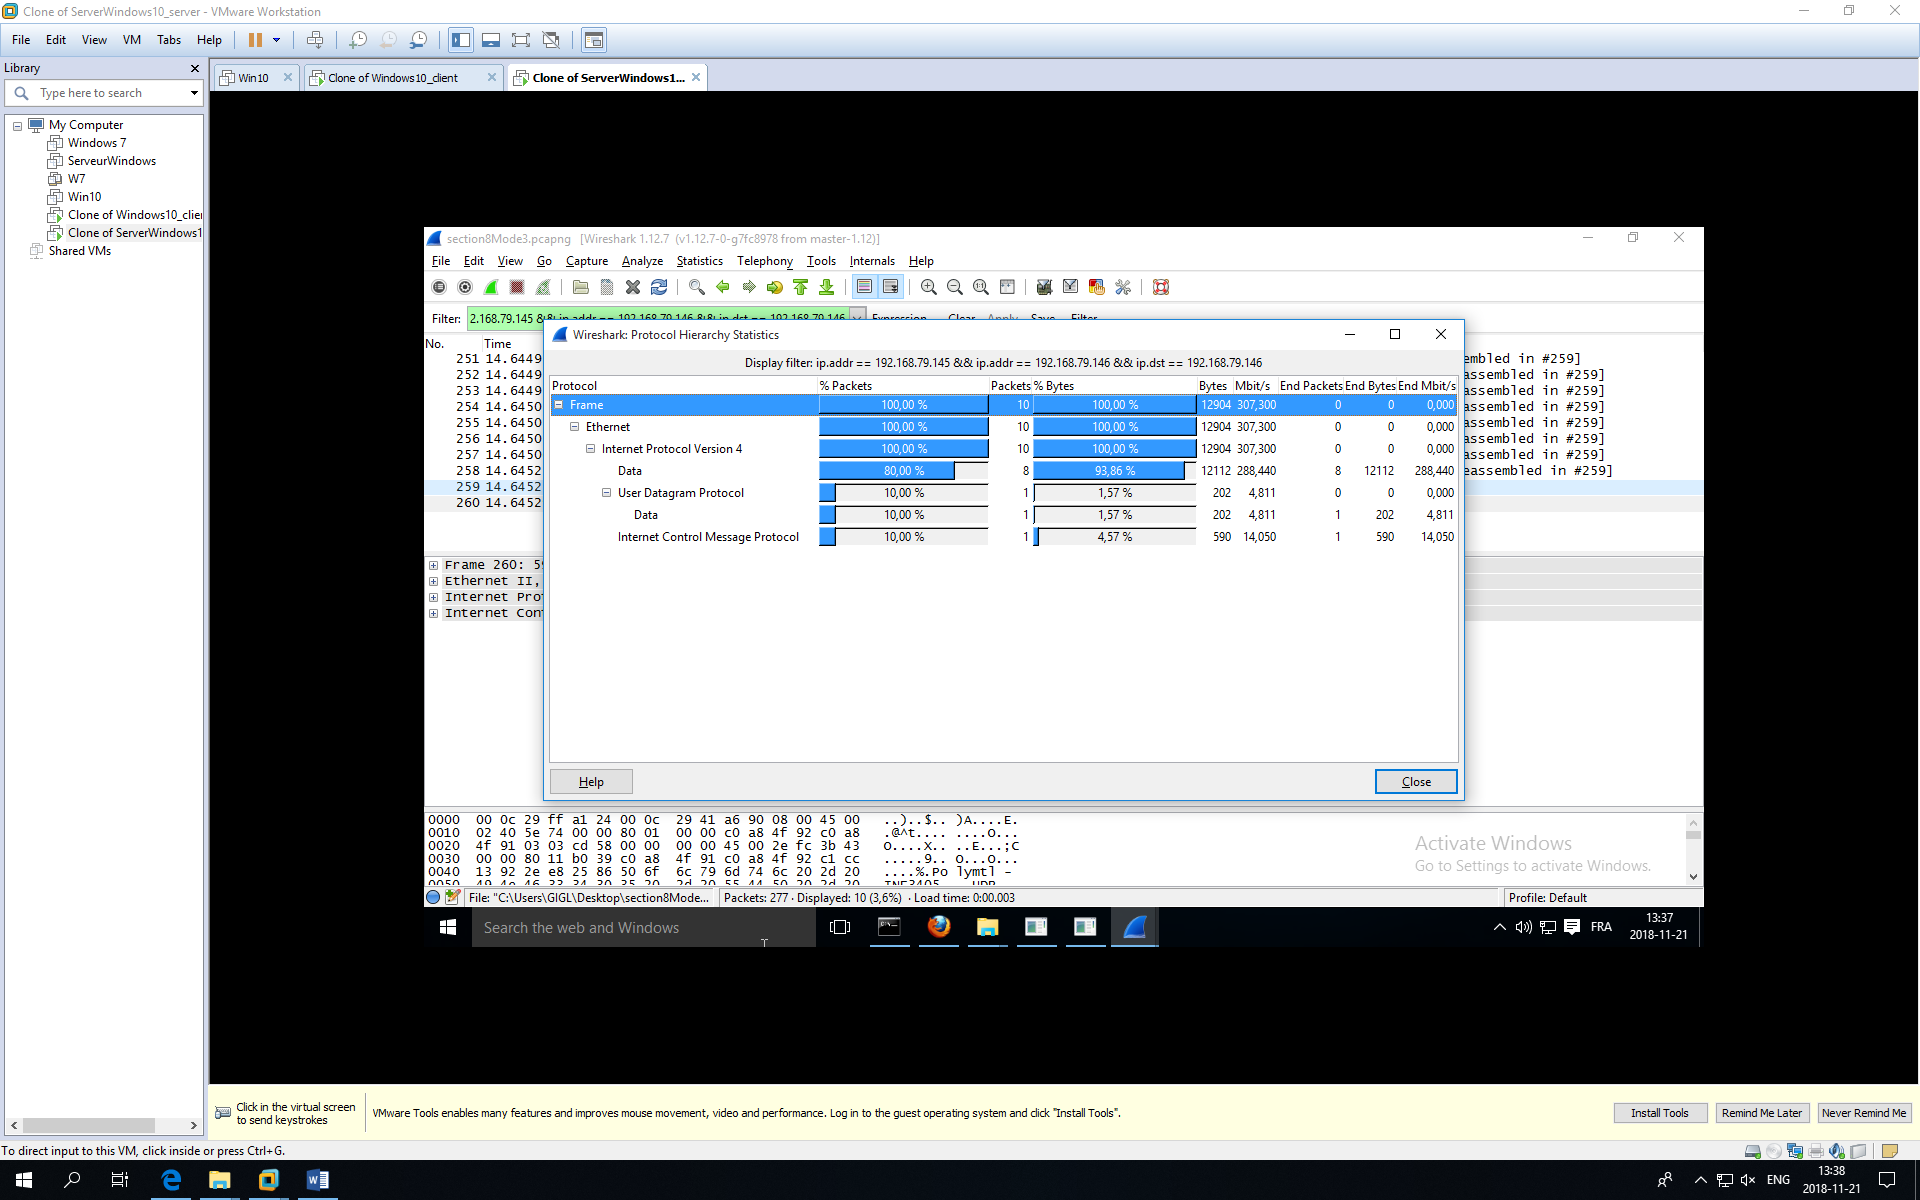 Clone of ServerWindows10_server - VMware Workstation
File Edit View VM Tabs Help
Library
Type here to search
My Computer
Windows 7
ServeurWindows
W7
Win10
Clone of Windows10_clie
Clone of ServerWindows1
Shared VMs
Win10
Clone of Windows10_client
Clone of ServerWindows1...
section8Mode3.pcapng [Wireshark 1.12.7 (v1.12.7-0-g7fc8978 from master-1.12)]
File Edit View Go Capture Analyze Statistics Telephony Tools Internals Help
Filter: 2.168.79.145 && ip.addr == 192.168.79.146 && ip.dst == 192.168.79.146 Expression... Clear Apply Save Filter
No. Time
251 14.6449
252 14.6449
253 14.6449
254 14.6450
255 14.6450
256 14.6450
257 14.6450
258 14.6452
259 14.6452
260 14.6452
embled in #259]
assembled in #259]
assembled in #259]
assembled in #259]
assembled in #259]
assembled in #259]
assembled in #259]
eassembled in #259]
Wireshark: Protocol Hierarchy Statistics
Display filter: ip.addr == 192.168.79.145 && ip.addr == 192.168.79.146 && ip.dst == 192.168.79.146
Protocol % Packets Packets % Bytes Bytes Mbit/s End Packets End Bytes End Mbit/s
Frame 100,00 % 10 100,00 % 12904 307,300 0 0 0,000
Ethernet 100,00 % 10 100,00 % 12904 307,300 0 0 0,000
Internet Protocol Version 4 100,00 % 10 100,00 % 12904 307,300 0 0 0,000
Data 80,00 % 8 93,86 % 12112 288,440 8 12112 288,440
User Datagram Protocol 10,00 % 1 1,57 % 202 4,811 0 0 0,000
Data 10,00 % 1 1,57 % 202 4,811 1 202 4,811
Internet Control Message Protocol 10,00 % 1 4,57 % 590 14,050 1 590 14,050
Help Close
Frame 260: 59
Ethernet II,
Internet Pro
Internet Con
0000 00 0c 29 ff a1 24 00 0c 29 41 a6 90 08 00 45 00 ..)..$.. )A....E.
0010 02 40 5e 74 00 00 80 01 00 00 c0 a8 4f 92 c0 a8 .@^t.... ....O...
0020 4f 91 03 03 cd 58 00 00 00 00 45 00 2e fc 3b 43 O....X.. ..E...;C
0030 00 00 80 11 b0 39 c0 a8 4f 91 c0 a8 4f 92 c1 cc .....9.. O...O...
0040 13 92 2e e8 25 86 50 6f 6c 79 6d 74 6c 20 2d 20 ....%.Po lymtl -
0050 49 4e 46 33 34 30 35 20 2d 20 55 44 50 20 2d 20 INF3405 - UDP -
Activate Windows
Go to Settings to activate Windows.
File: "C:\Users\GIGL\Desktop\section8Mode... Packets: 277 · Displayed: 10 (3,6%) · Load time: 0:00.003 Profile: Default
Search the web and Windows
FRA
13:37
2018-11-21
Click in the virtual screen
to send keystrokes
VMware Tools enables many features and improves mouse movement, video and performance. Log in to the guest operating system and click "Install Tools".
Install Tools Remind Me Later Never Remind Me
To direct input to this VM, click inside or press Ctrl+G.
ENG
13:38
2018-11-21